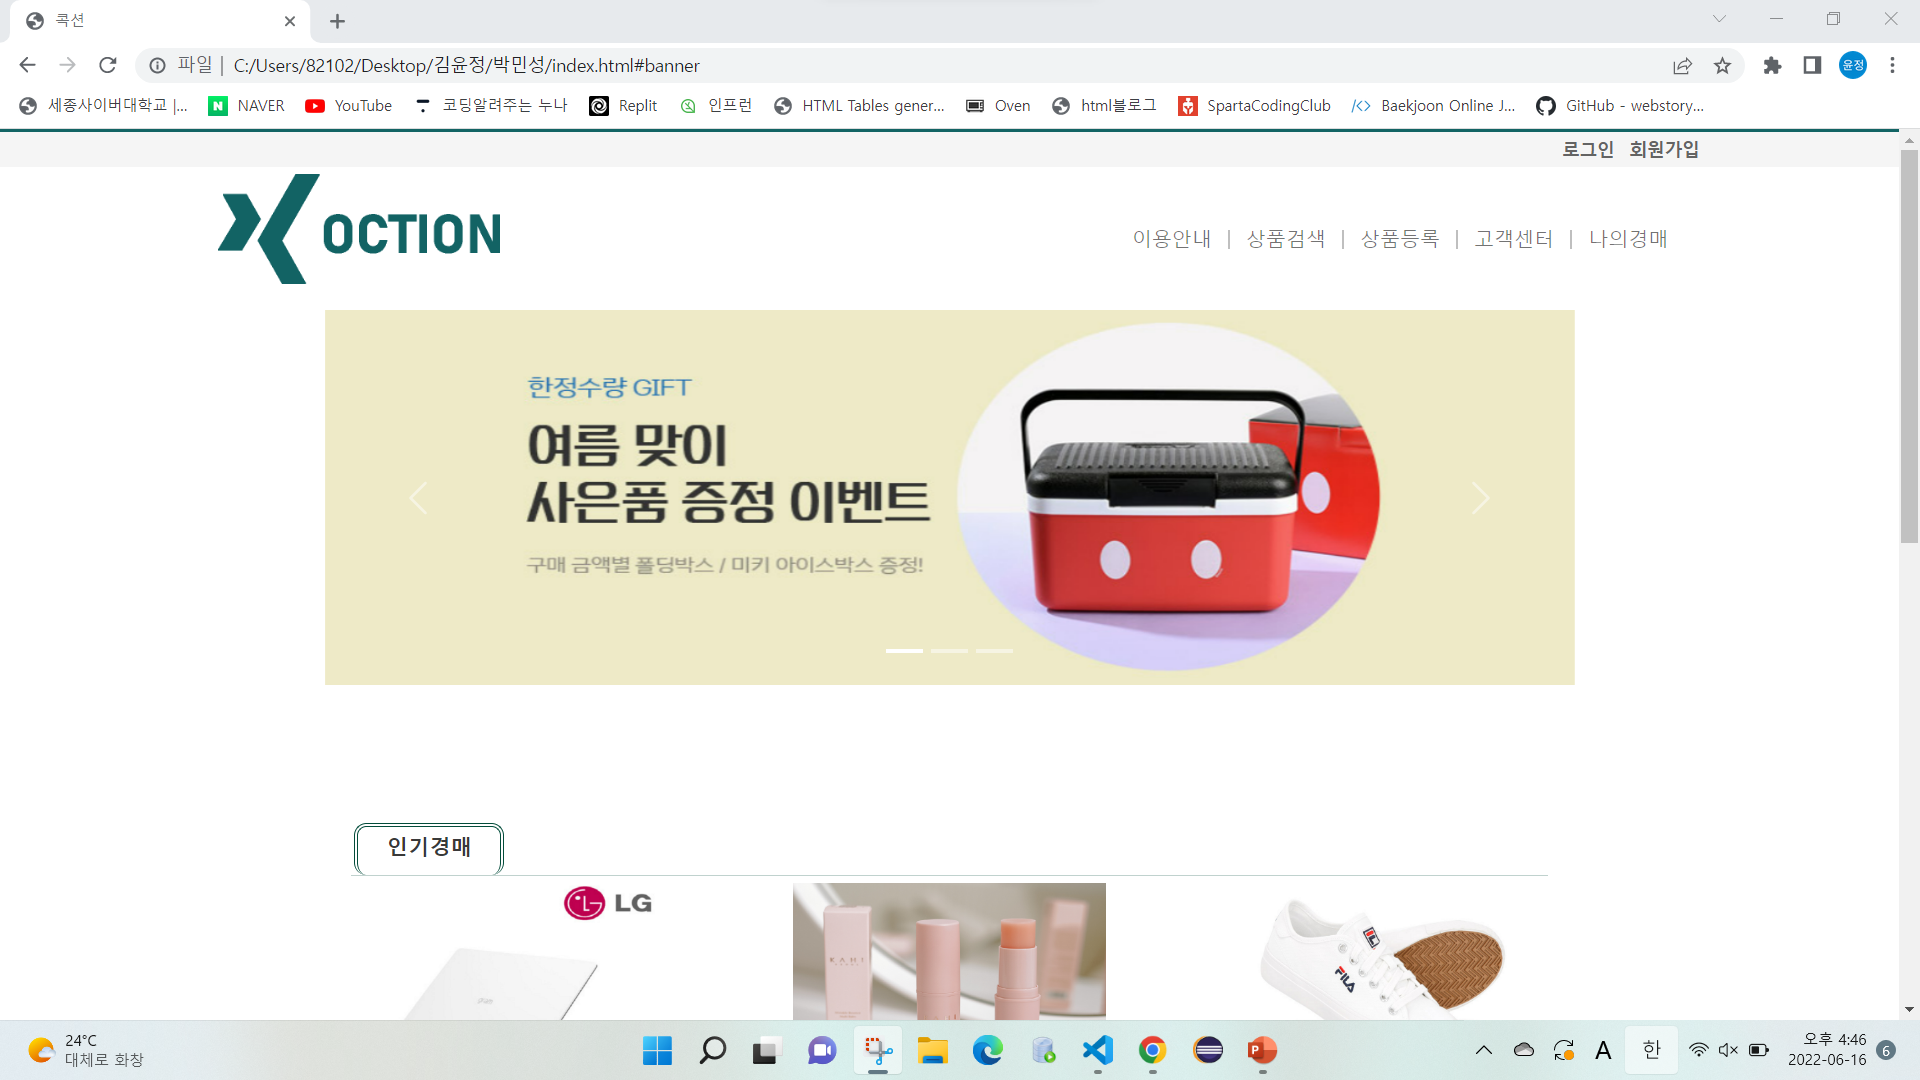 콕션
파일 | C:/Users/82102/Desktop/김윤정/박민성/index.html#banner
윤정
세종사이버대학교 |...
NAVER
YouTube
코딩알려주는 누나
Replit
인프런
HTML Tables gener...
Oven
html블로그
SpartaCodingClub
Baekjoon Online J...
GitHub - webstory...
로그인 회원가입
OCTION
이용안내 | 상품검색 | 상품등록 | 고객센터 | 나의경매
한정수량 GIFT
여름 맞이
사은품 증정 이벤트
구매 금액별 폴딩박스 / 미키 아이스박스 증정!
인기경매
LG
KAHI
FILA
24°C
대체로 화창
A
한
오후 4:46
2022-06-16
6